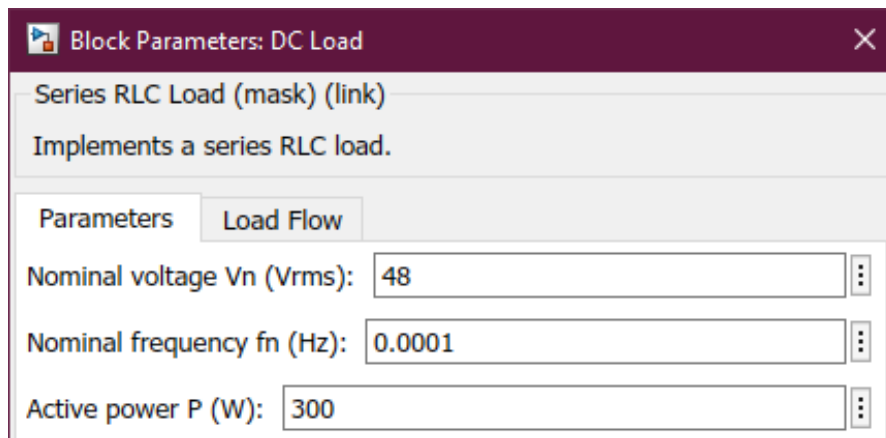 Block Parameters: DC Load
Series RLC Load (mask) (link)
Implements a series RLC load.
Parameters Load Flow
Nominal voltage Vn (Vrms): 48
Nominal frequency fn (Hz): 0.0001
Active power P (W): 300